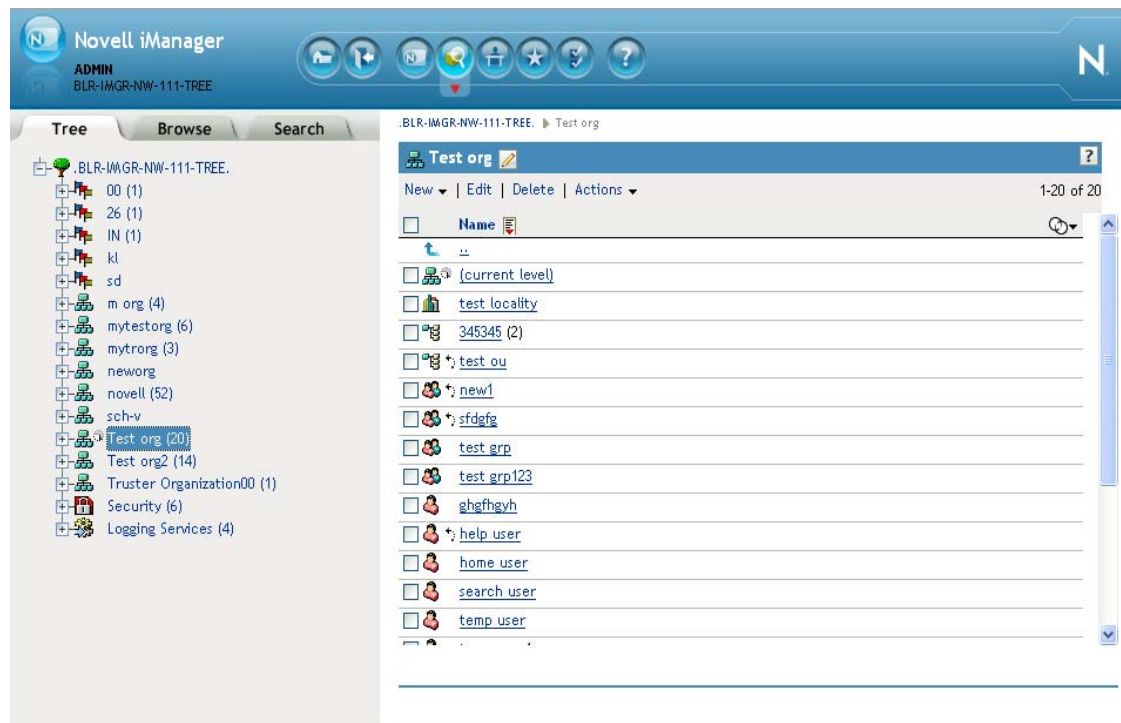 Novell iManager
ADMIN
BLR-IMGR-NW-111-TREE
N
Tree Browse Search
.BLR-IMGR-NW-111-TREE.
00 (1)
26 (1)
IN (1)
kl
sd
m org (4)
mytestorg (6)
mytrorg (3)
neworg
novell (52)
sch-v
Test org (20)
Test org2 (14)
Truster Organization00 (1)
Security (6)
Logging Services (4)
.BLR-IMGR-NW-111-TREE. Test org
Test org ?
New | Edit | Delete | Actions 1-20 of 20
Name
..
(current level)
test locality
345345 (2)
test ou
new1
sfdgfg
test grp
test grp123
ghgfhgyh
help user
home user
search user
temp user